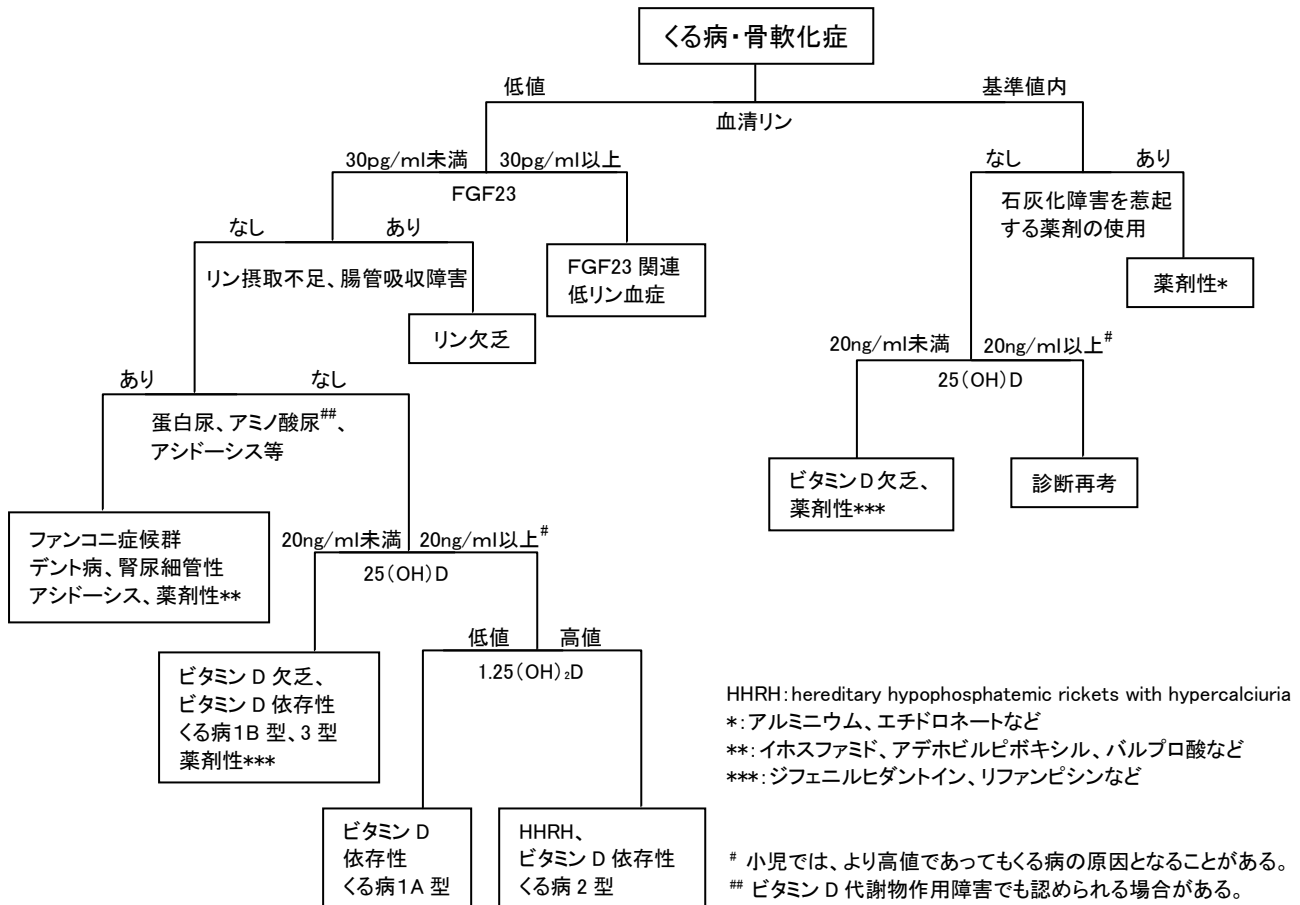 くる病・骨軟化症
低値
基準値内
血清リン
30pg/ml未満
30pg/ml以上
FGF23
なし
あり
石灰化障害を惹起
する薬剤の使用
なし
あり
リン摂取不足、腸管吸収障害
FGF23 関連
低リン血症
薬剤性*
リン欠乏
20ng/ml未満
20ng/ml以上#
25(OH)D
あり
なし
蛋白尿、アミノ酸尿##、
アシドーシス等
ビタミンD 欠乏、
薬剤性***
診断再考
ファンコニ症候群
デント病、腎尿細管性
アシドーシス、薬剤性**
20ng/ml未満
20ng/ml以上#
25(OH)D
低値
高値
1.25(OH)₂D
ビタミン D 欠乏、
ビタミン D 依存性
くる病1B 型、3 型
薬剤性***
ビタミン D
依存性
くる病1A 型
HHRH、
ビタミン D 依存性
くる病 2 型
HHRH:hereditary hypophosphatemic rickets with hypercalciuria
*:アルミニウム、エチドロネートなど
**:イホスファミド、アデホビルピボキシル、バルプロ酸など
***:ジフェニルヒダントイン、リファンピシンなど
# 小児では、より高値であってもくる病の原因となることがある。
## ビタミン D 代謝物作用障害でも認められる場合がある。